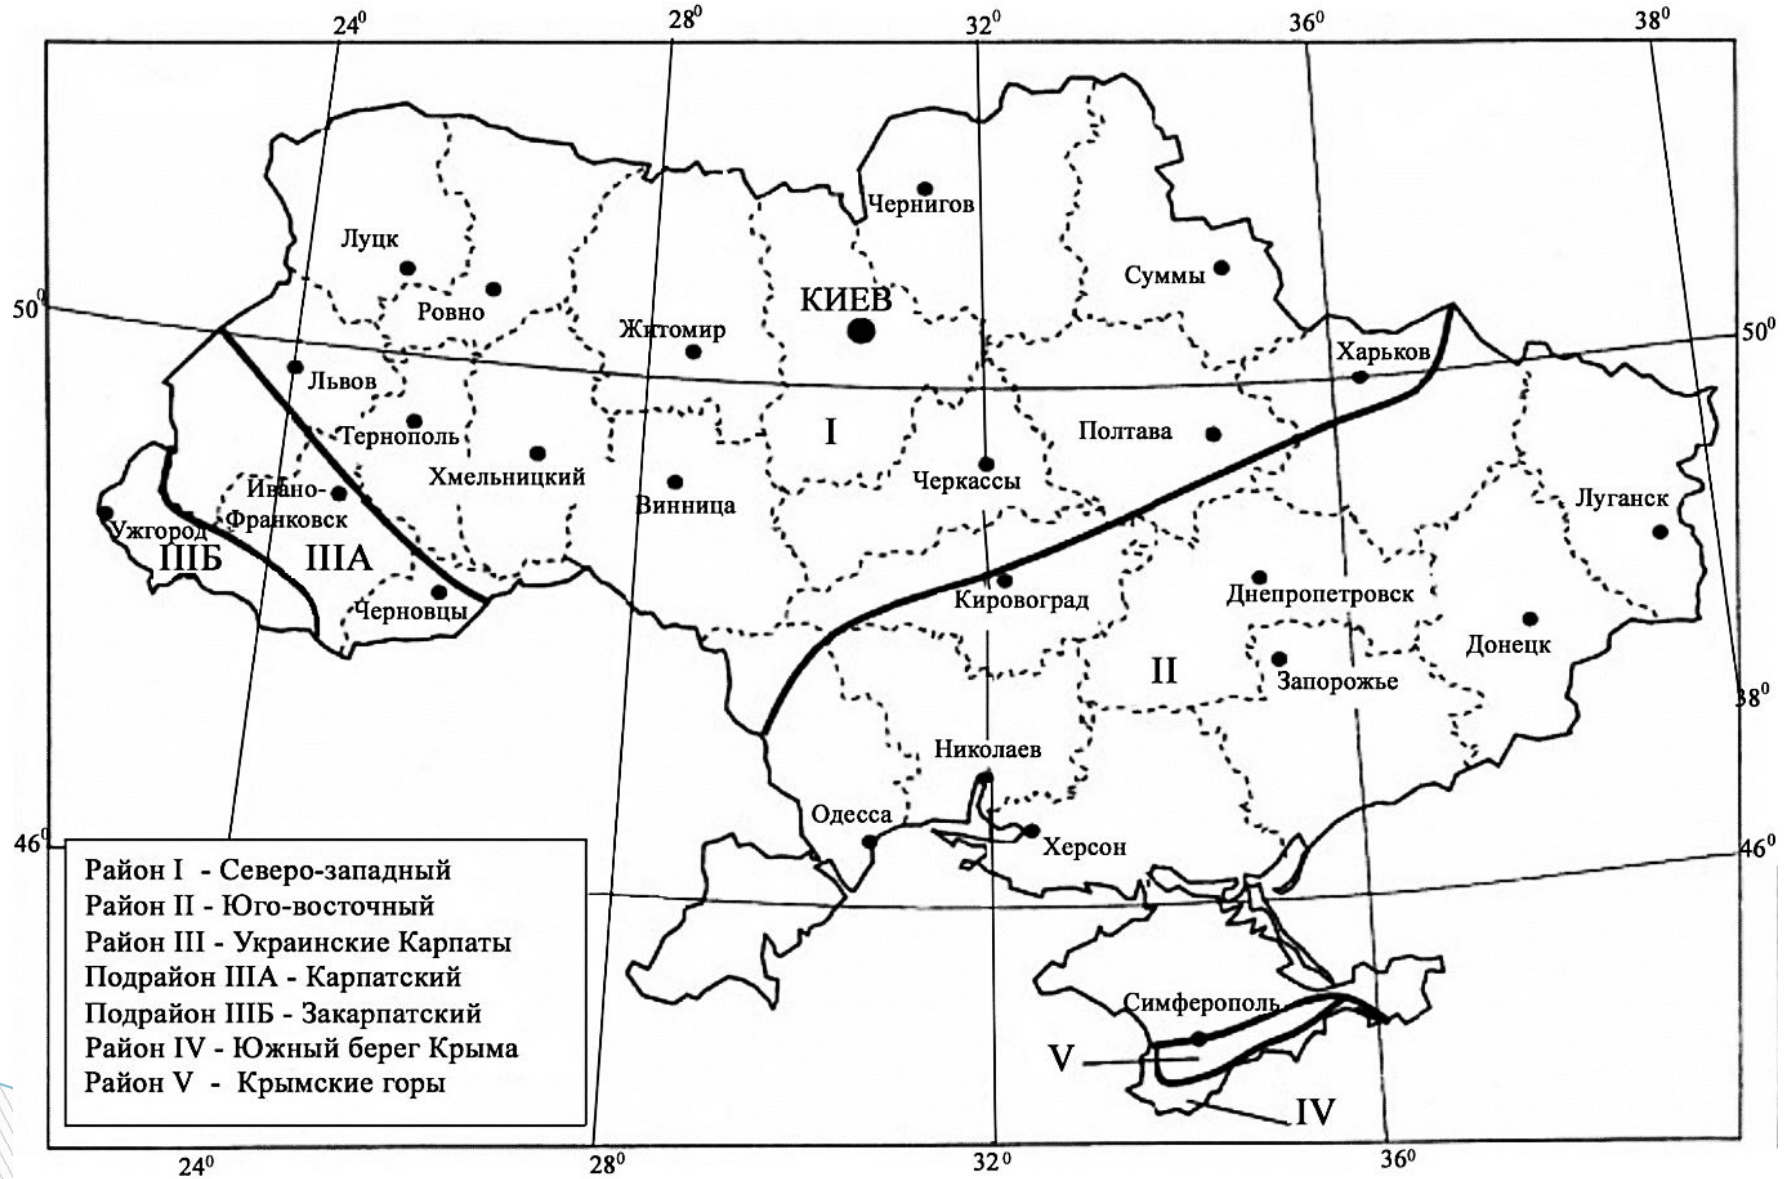 24⁰ 28⁰ 32⁰ 36⁰ 38⁰
Чернигов
Луцк
Суммы
50⁰
Ровно
КИЕВ
Житомир
50⁰
Харьков
Львов
I
Тернополь
Полтава
Хмельницкий
Черкассы
Ивано-
Франковск
Винница
Луганск
Ужгород
IIIБ
IIIА
Черновцы
Кировоград
Днепропетровск
Донецк
II
Запорожье
38⁰
Николаев
Одесса
Херсон
46⁰
46⁰
Район I - Северо-западный
Район II - Юго-восточный
Район III - Украинские Карпаты
Подрайон IIIА - Карпатский
Подрайон IIIБ - Закарпатский
Район IV - Южный берег Крыма
Район V - Крымские горы
Симферополь
V
IV
24⁰ 28⁰ 32⁰ 36⁰